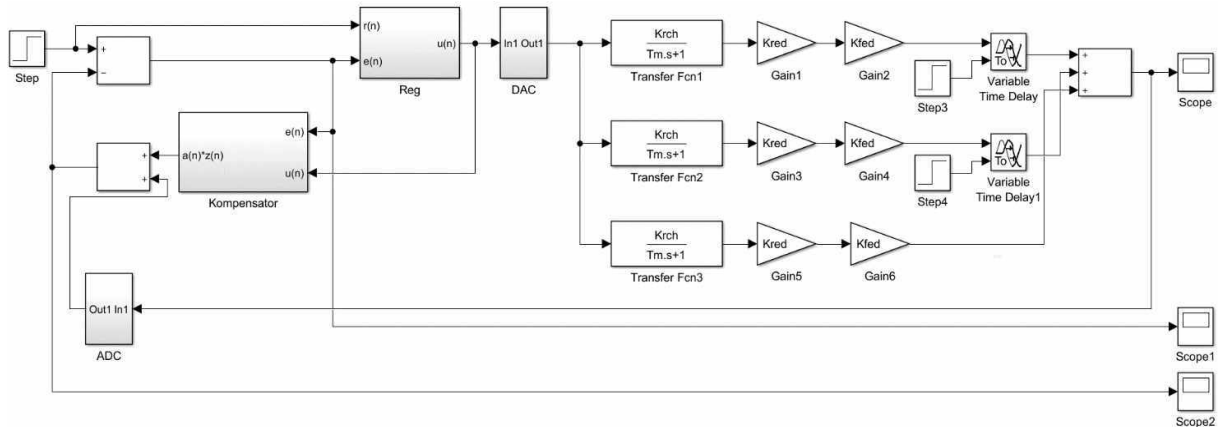 Step
+
−
r(n)
e(n)
u(n)
Reg
In1 Out1
DAC
Krch
Tm.s+1
Transfer Fcn1
Kred
Gain1
Kfed
Gain2
Step3
To
Variable
Time Delay
+
+
+
Scope
e(n)
a(n)*z(n)
u(n)
Kompensator
+
+
Krch
Tm.s+1
Transfer Fcn2
Kred
Gain3
Kfed
Gain4
Step4
To
Variable
Time Delay1
Krch
Tm.s+1
Transfer Fcn3
Kred
Gain5
Kfed
Gain6
Out1 In1
ADC
Scope1
Scope2